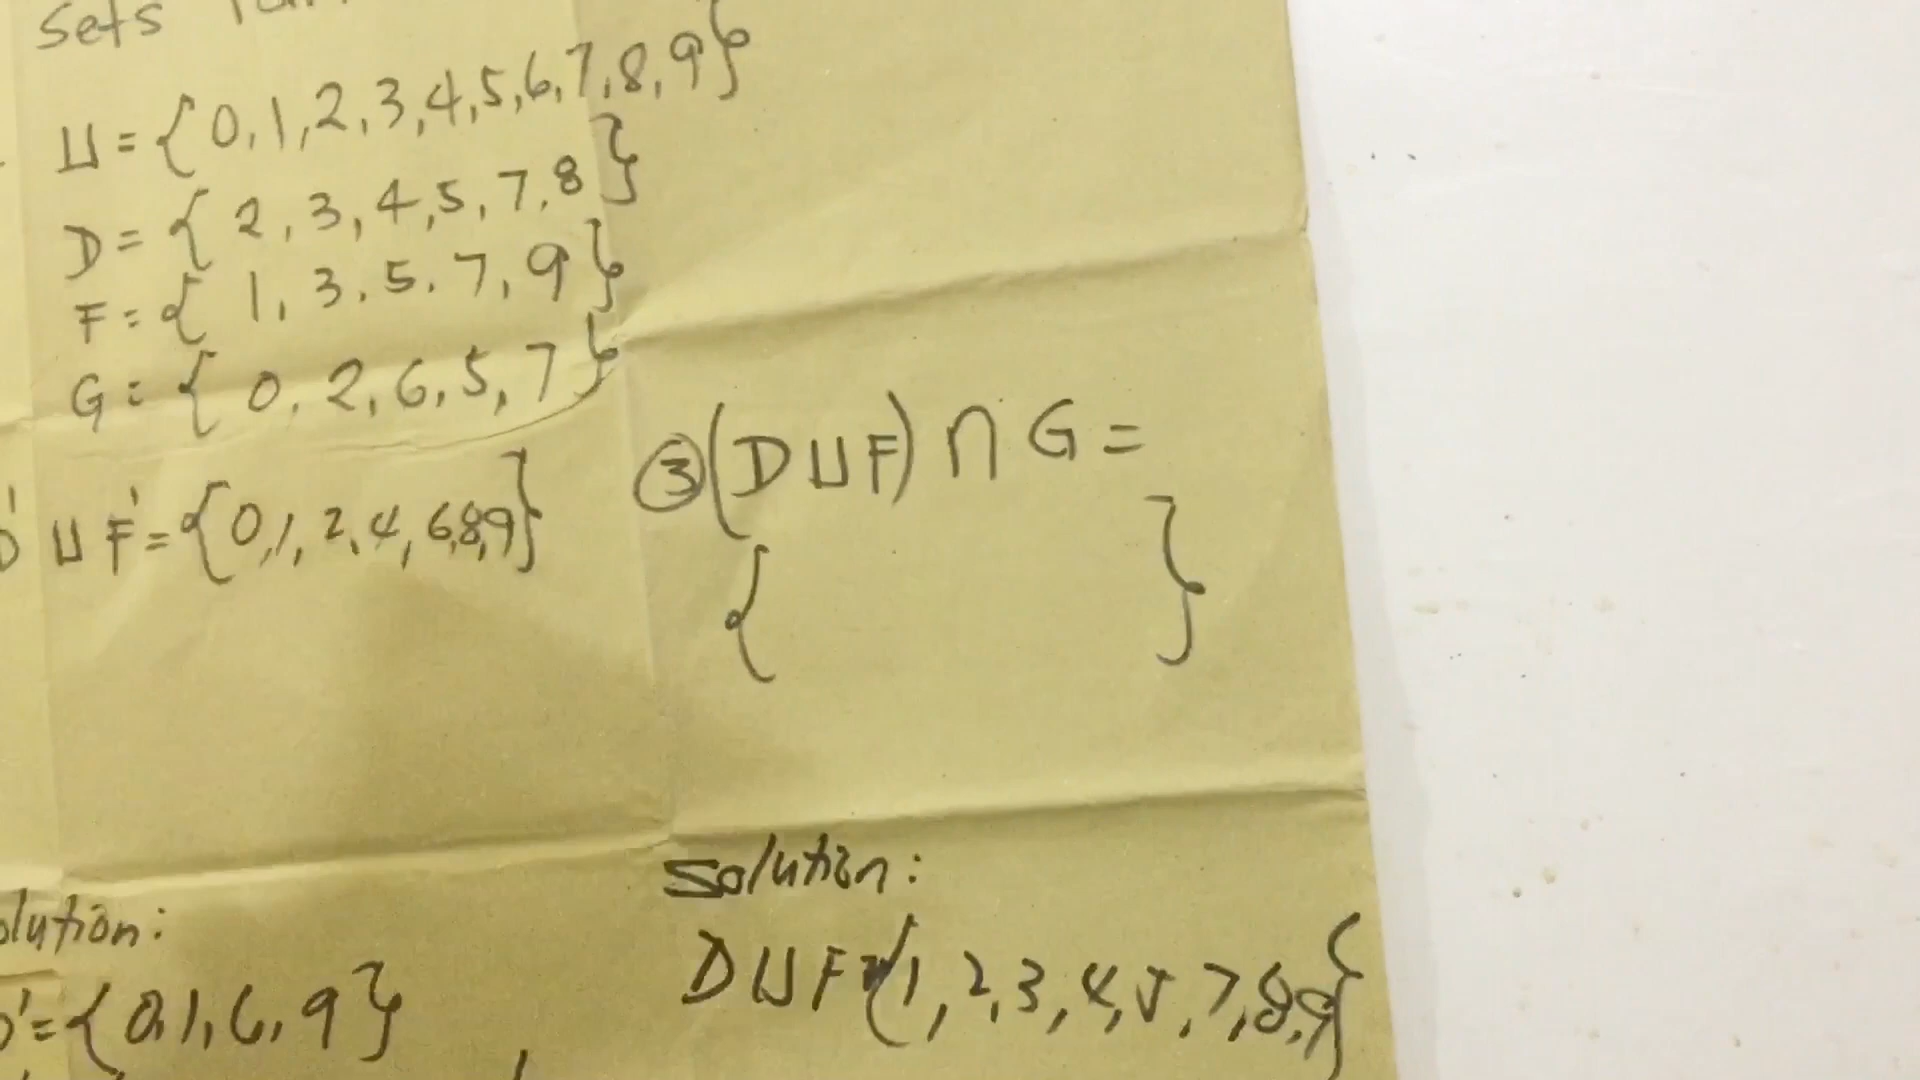 Sets
U = { 0, 1, 2, 3, 4, 5, 6, 7, 8, 9 }
D = { 2, 3, 4, 5, 7, 8 }
F = { 1, 3, 5, 7, 9 }
G = { 0, 2, 6, 5, 7 }
D' U F' = { 0, 1, 2, 4, 6, 8, 9 }
③ (D U F) ∩ G =
{ }
olution:
D' = { 0, 1, 6, 9 }
Solution:
D U F = { 1, 2, 3, 4, 5, 7, 8, 9 }